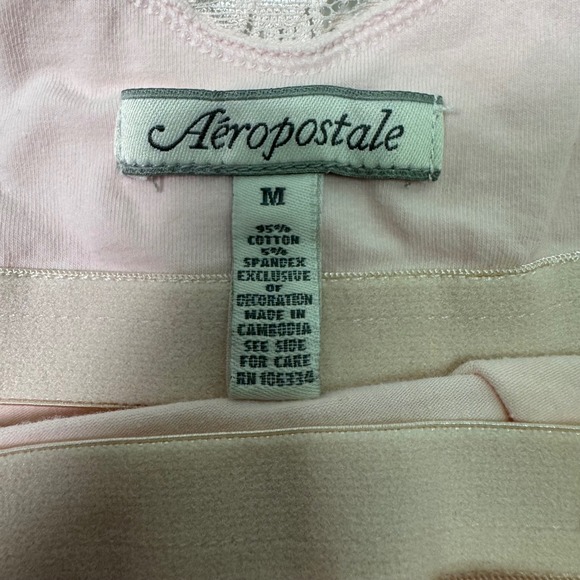 Aéropostale
M
95%
COTTON
5%
SPANDEX
EXCLUSIVE
OF
DECORATION
MADE IN
CAMBODIA
SEE SIDE
FOR CARE
RN 106334